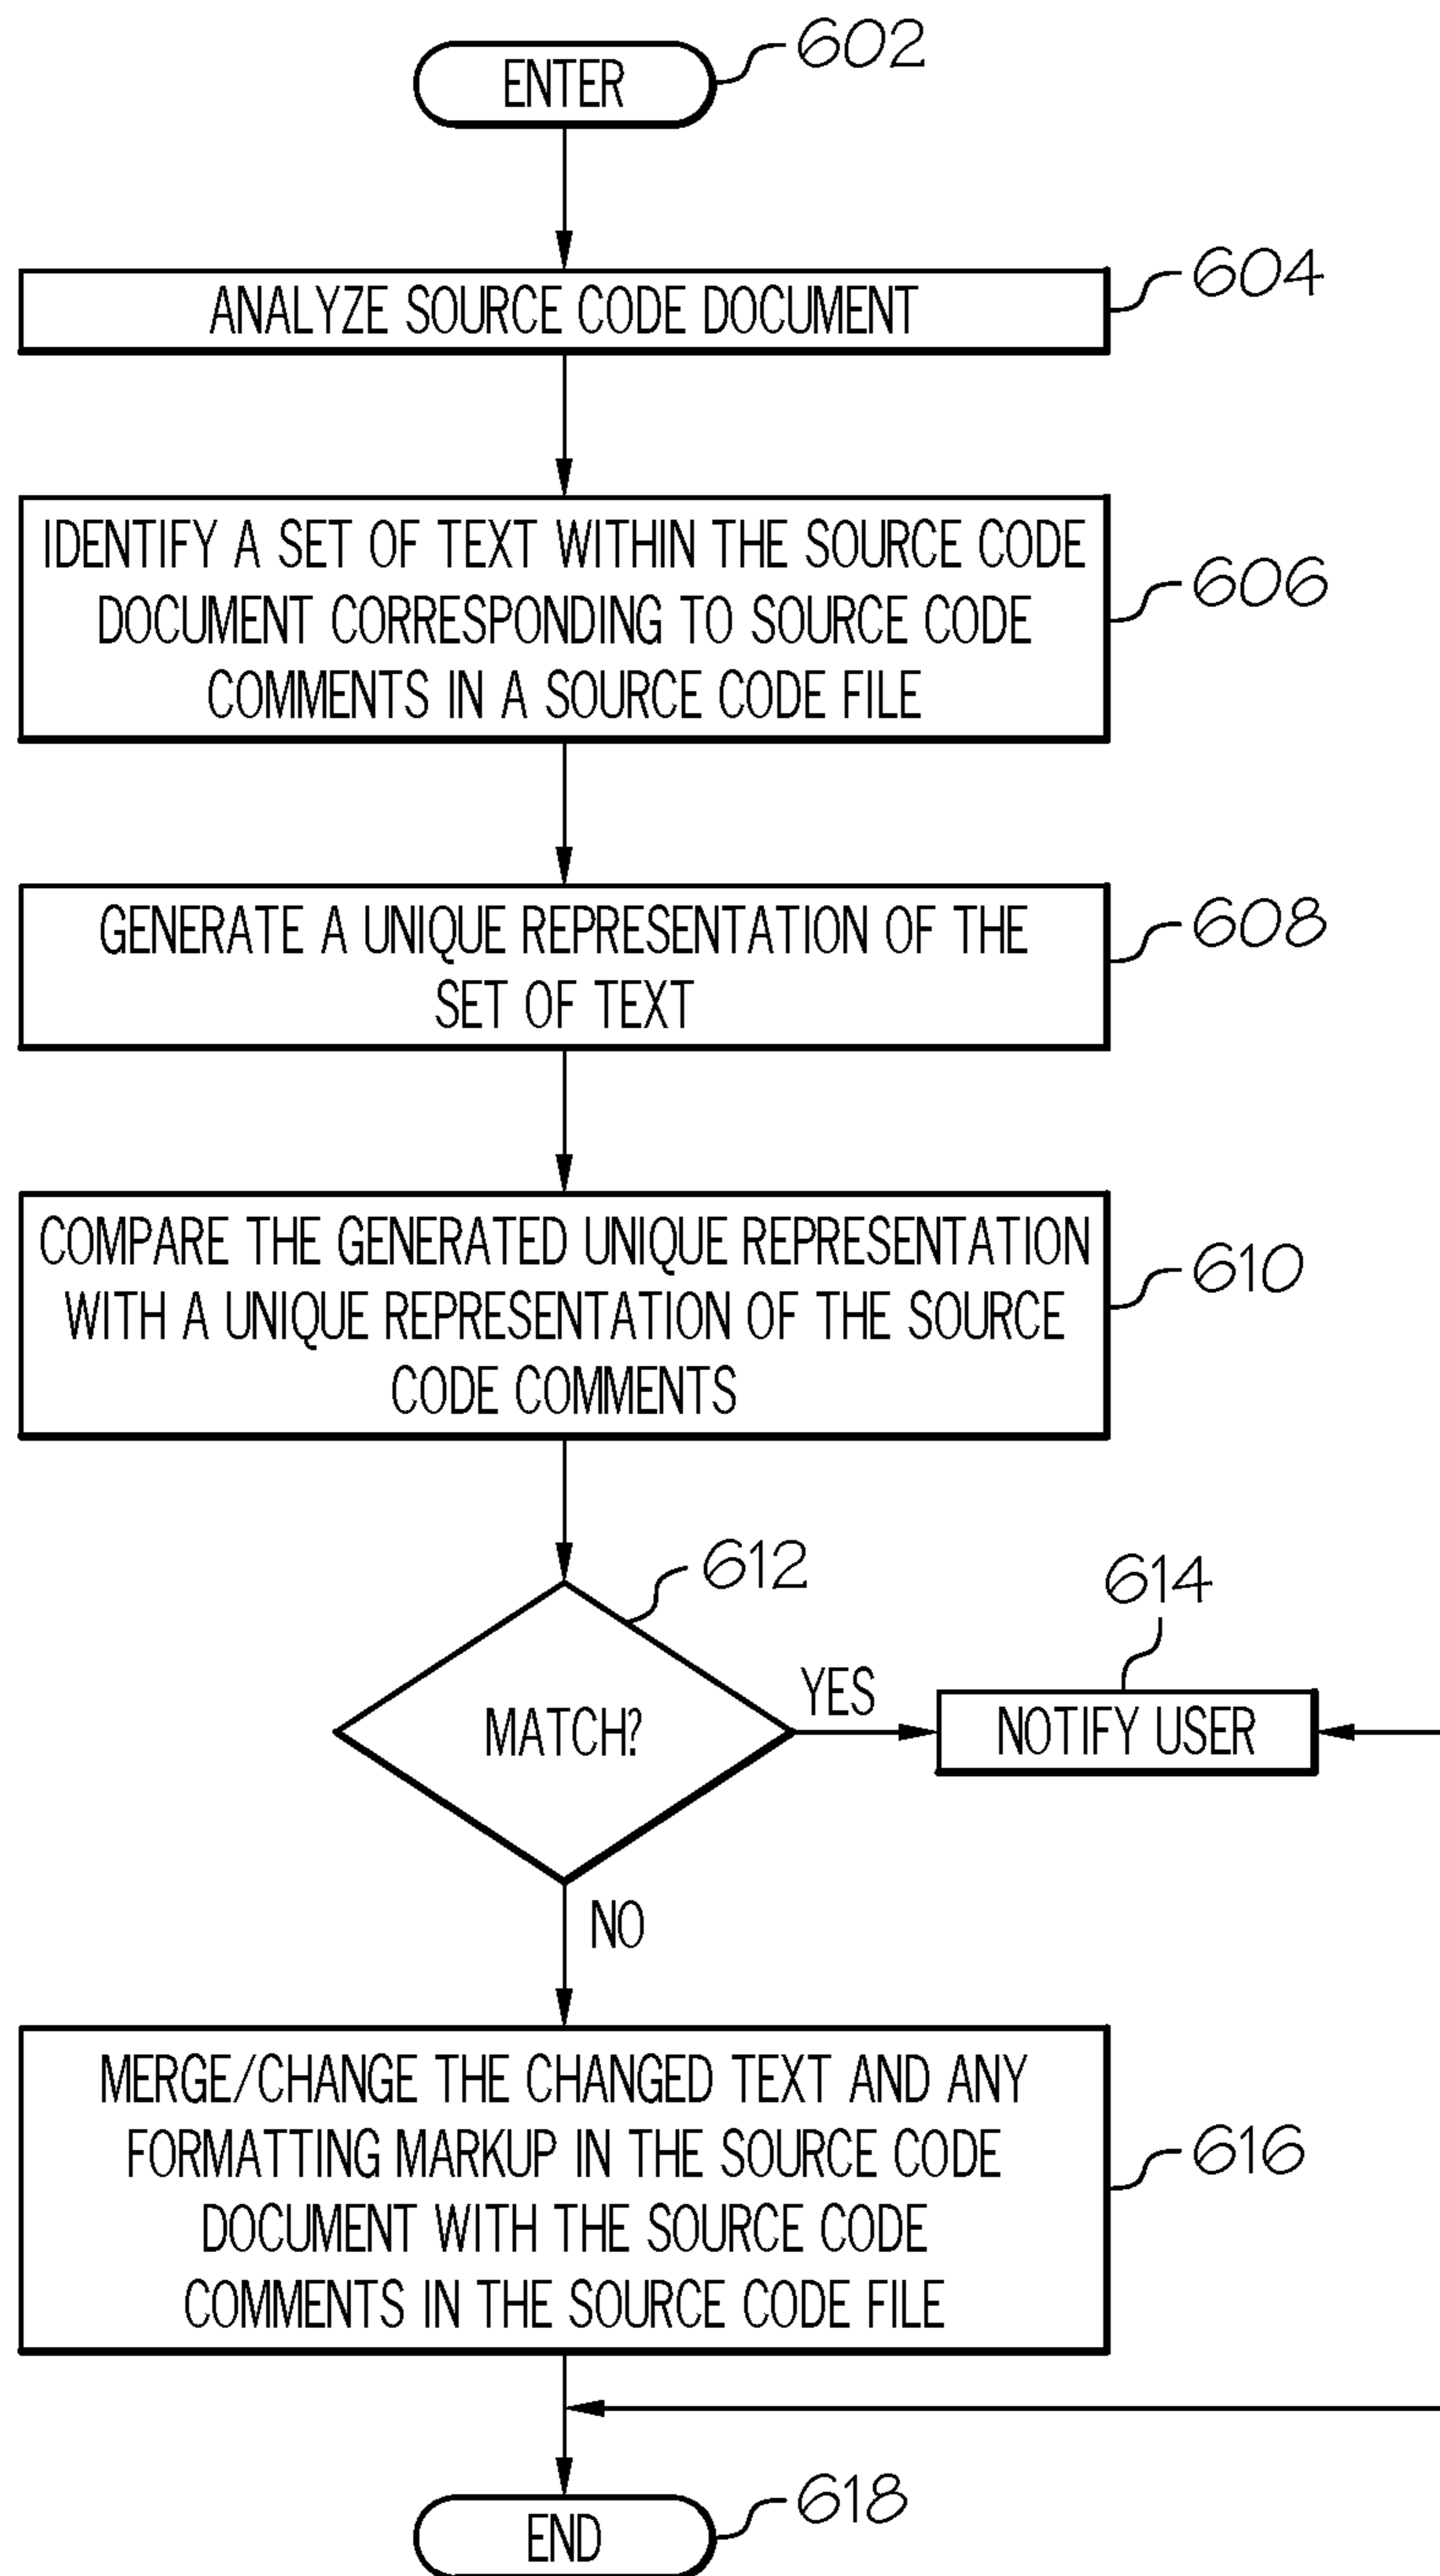 ENTER
602
ANALYZE SOURCE CODE DOCUMENT
604
IDENTIFY A SET OF TEXT WITHIN THE SOURCE CODE
DOCUMENT CORRESPONDING TO SOURCE CODE
COMMENTS IN A SOURCE CODE FILE
606
GENERATE A UNIQUE REPRESENTATION OF THE
SET OF TEXT
608
COMPARE THE GENERATED UNIQUE REPRESENTATION
WITH A UNIQUE REPRESENTATION OF THE SOURCE
CODE COMMENTS
610
MATCH?
612
YES
NOTIFY USER
614
NO
MERGE/CHANGE THE CHANGED TEXT AND ANY
FORMATTING MARKUP IN THE SOURCE CODE
DOCUMENT WITH THE SOURCE CODE
COMMENTS IN THE SOURCE CODE FILE
616
END
618